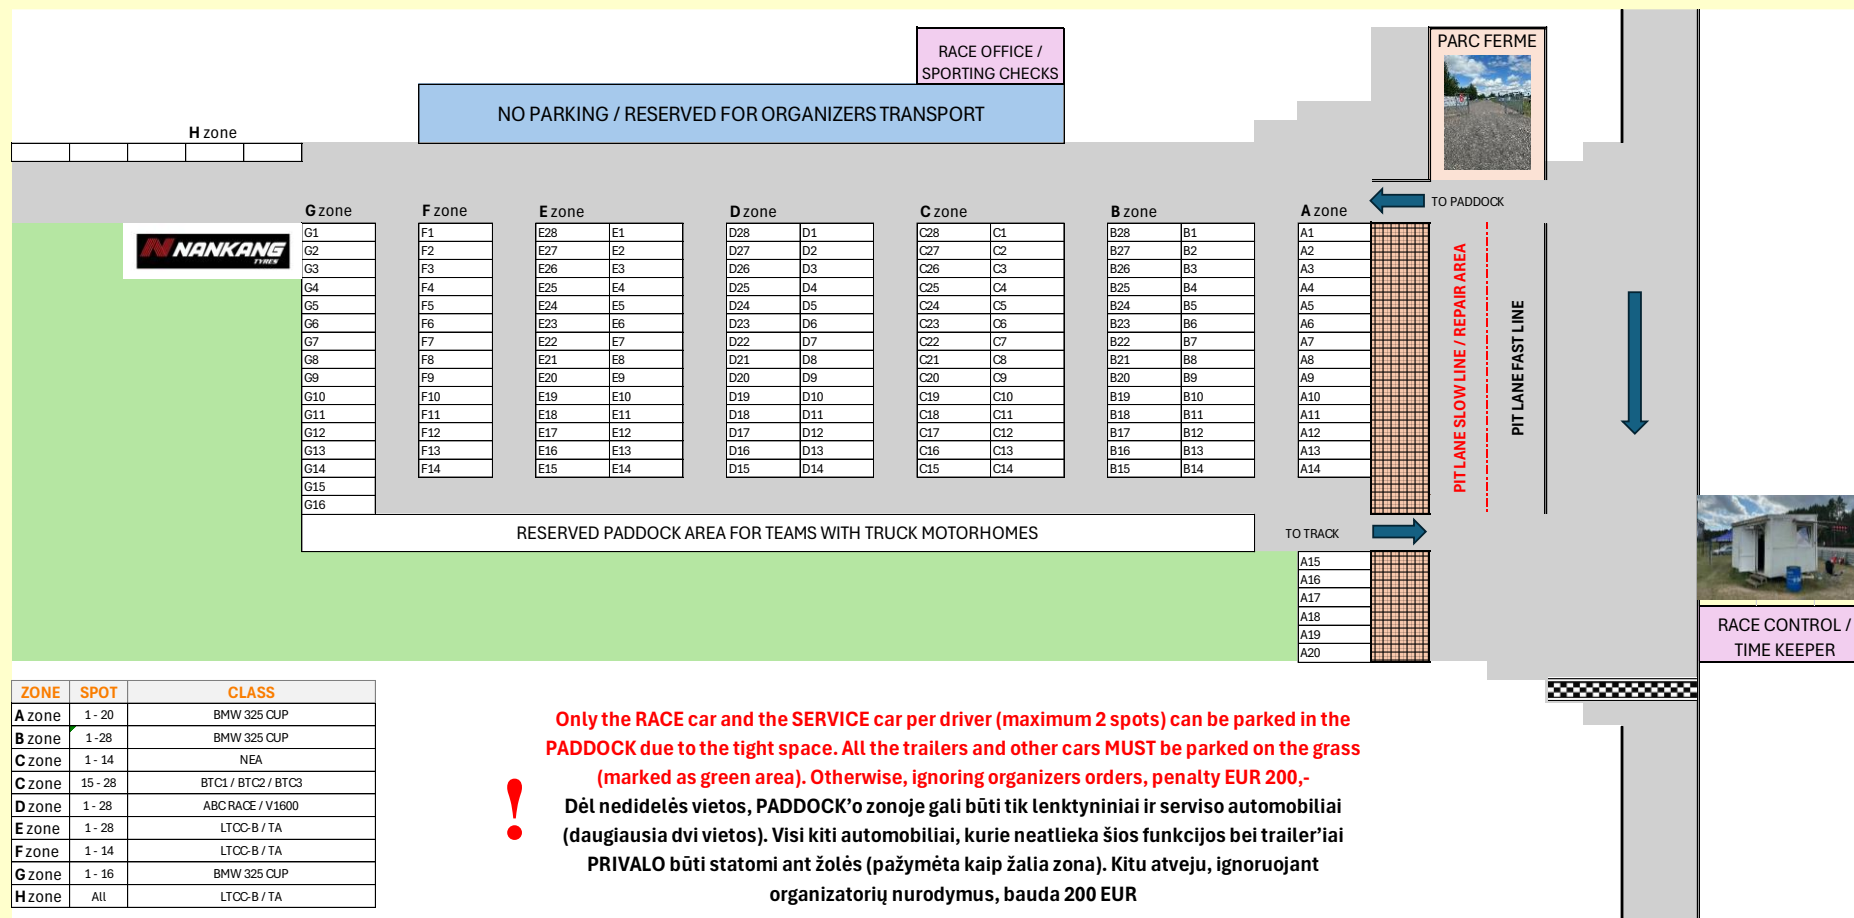 RACE OFFICE /
SPORTING CHECKS
PARC FERME
NO PARKING / RESERVED FOR ORGANIZERS TRANSPORT
H zone
TO PADDOCK
G zone F zone E zone D zone C zone B zone A zone
NANKANG
TYRES
G1 F1 E28 E1 D28 D1 C28 C1 B28 B1 A1
G2 F2 E27 E2 D27 D2 C27 C2 B27 B2 A2
G3 F3 E26 E3 D26 D3 C26 C3 B26 B3 A3
G4 F4 E25 E4 D25 D4 C25 C4 B25 B4 A4
G5 F5 E24 E5 D24 D5 C24 C5 B24 B5 A5
G6 F6 E23 E6 D23 D6 C23 C6 B23 B6 A6
G7 F7 E22 E7 D22 D7 C22 C7 B22 B7 A7
G8 F8 E21 E8 D21 D8 C21 C8 B21 B8 A8
G9 F9 E20 E9 D20 D9 C20 C9 B20 B9 A9
G10 F10 E19 E10 D19 D10 C19 C10 B19 B10 A10
G11 F11 E18 E11 D18 D11 C18 C11 B18 B11 A11
G12 F12 E17 E12 D17 D12 C17 C12 B17 B12 A12
G13 F13 E16 E13 D16 D13 C16 C13 B16 B13 A13
G14 F14 E15 E14 D15 D14 C15 C14 B15 B14 A14
G15
G16
PIT LANE SLOW LINE / REPAIR AREA
PIT LANE FAST LINE
RESERVED PADDOCK AREA FOR TEAMS WITH TRUCK MOTORHOMES
TO TRACK
A15
A16
A17
A18
A19
A20
RACE CONTROL /
TIME KEEPER
ZONE SPOT CLASS
A zone 1 - 20 BMW 325 CUP
B zone 1 -28 BMW 325 CUP
C zone 1 - 14 NEA
C zone 15 - 28 BTC1 / BTC2 / BTC3
D zone 1 - 28 ABC RACE / V1600
E zone 1 - 28 LTCC-B / TA
F zone 1 - 14 LTCC-B / TA
G zone 1 - 16 BMW 325 CUP
H zone All LTCC-B / TA
Only the RACE car and the SERVICE car per driver (maximum 2 spots) can be parked in the
PADDOCK due to the tight space. All the trailers and other cars MUST be parked on the grass
(marked as green area). Otherwise, ignoring organizers orders, penalty EUR 200,-
!
Dėl nedidelės vietos, PADDOCK’o zonoje gali būti tik lenktyniniai ir serviso automobiliai
(daugiausia dvi vietos). Visi kiti automobiliai, kurie neatlieka šios funkcijos bei trailer’iai
PRIVALO būti statomi ant žolės (pažymėta kaip žalia zona). Kitu atveju, ignoruojant
organizatorių nurodymus, bauda 200 EUR